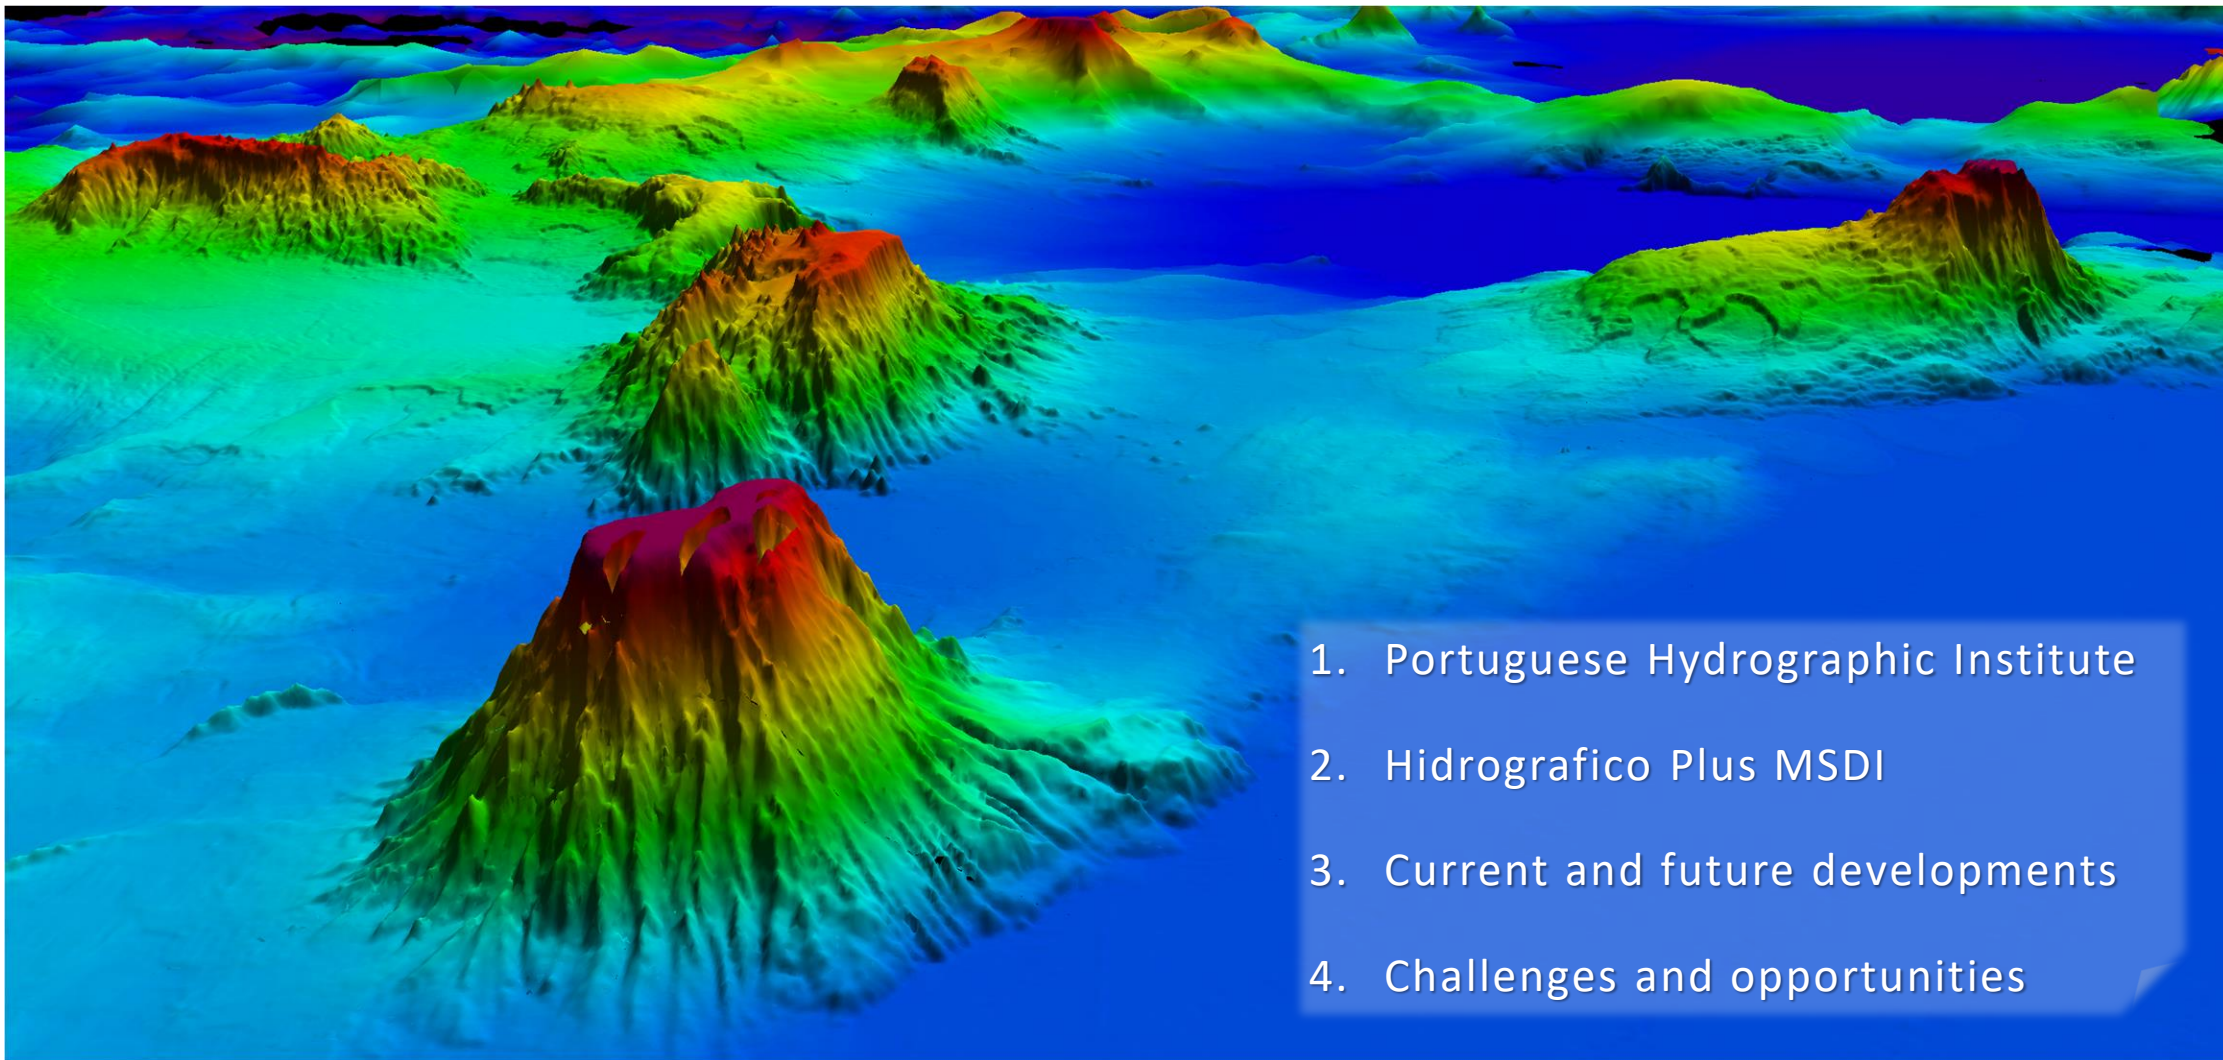 1. Portuguese Hydrographic Institute
2. Hidrografico Plus MSDI
3. Current and future developments
4. Challenges and opportunities